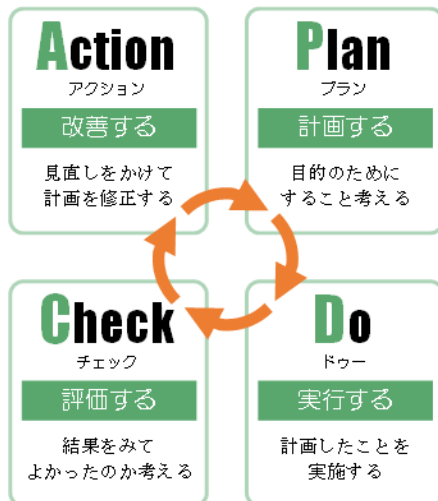 Action
アクション
改善する
見直しをかけて
計画を修正する
Plan
プラン
計画する
目的のために
すること考える
Check
チェック
評価する
結果をみて
よかったのか考える
Do
ドゥー
実行する
計画したことを
実施する